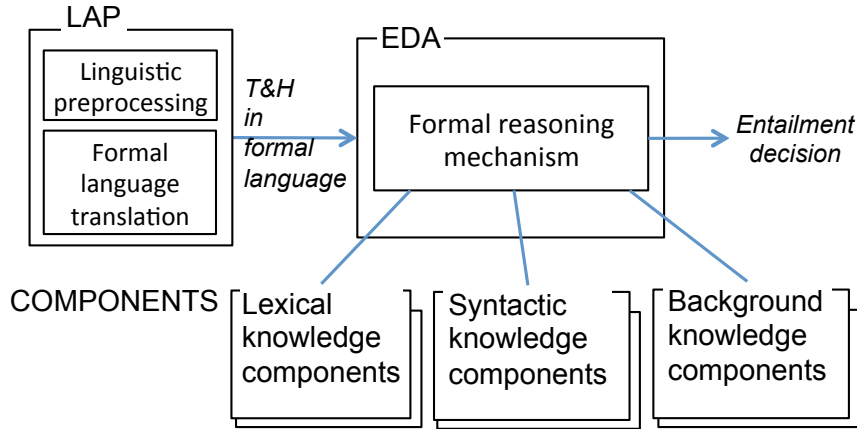 LAP
Linguistic
preprocessing
Formal
language
translation
T&H
in
formal
language
EDA
Formal reasoning
mechanism
Entailment
decision
COMPONENTS
Lexical
knowledge
components
Syntactic
knowledge
components
Background
knowledge
components